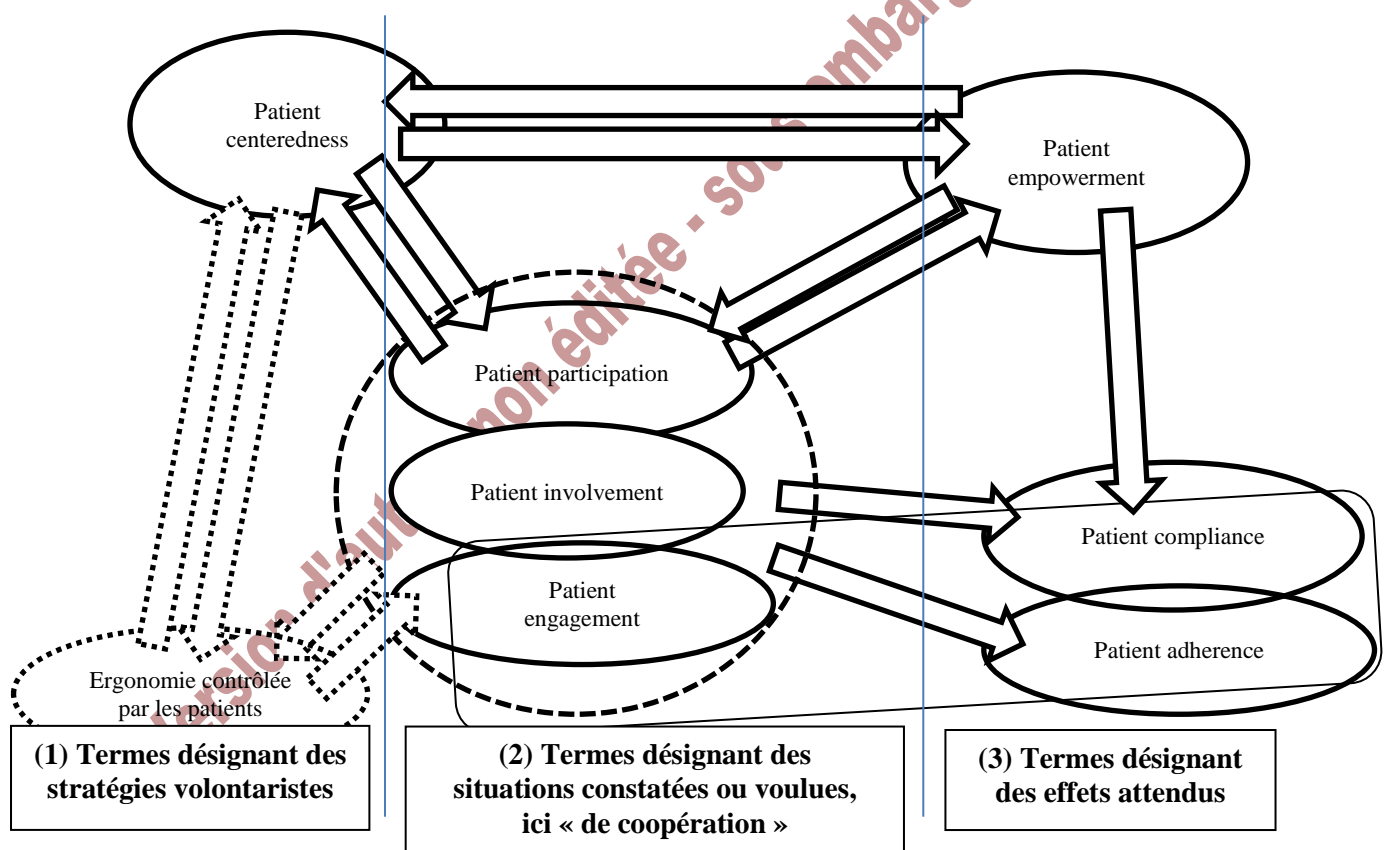 Patient
centeredness
Patient
empowerment
Patient participation
Patient involvement
Patient compliance
Patient
engagement
Patient adherence
Ergonomie contrôlée
par les patients
(1) Termes désignant des
stratégies volontaristes
(2) Termes désignant des
situations constatées ou voulues,
ici « de coopération »
(3) Termes désignant
des effets attendus
non éditée -